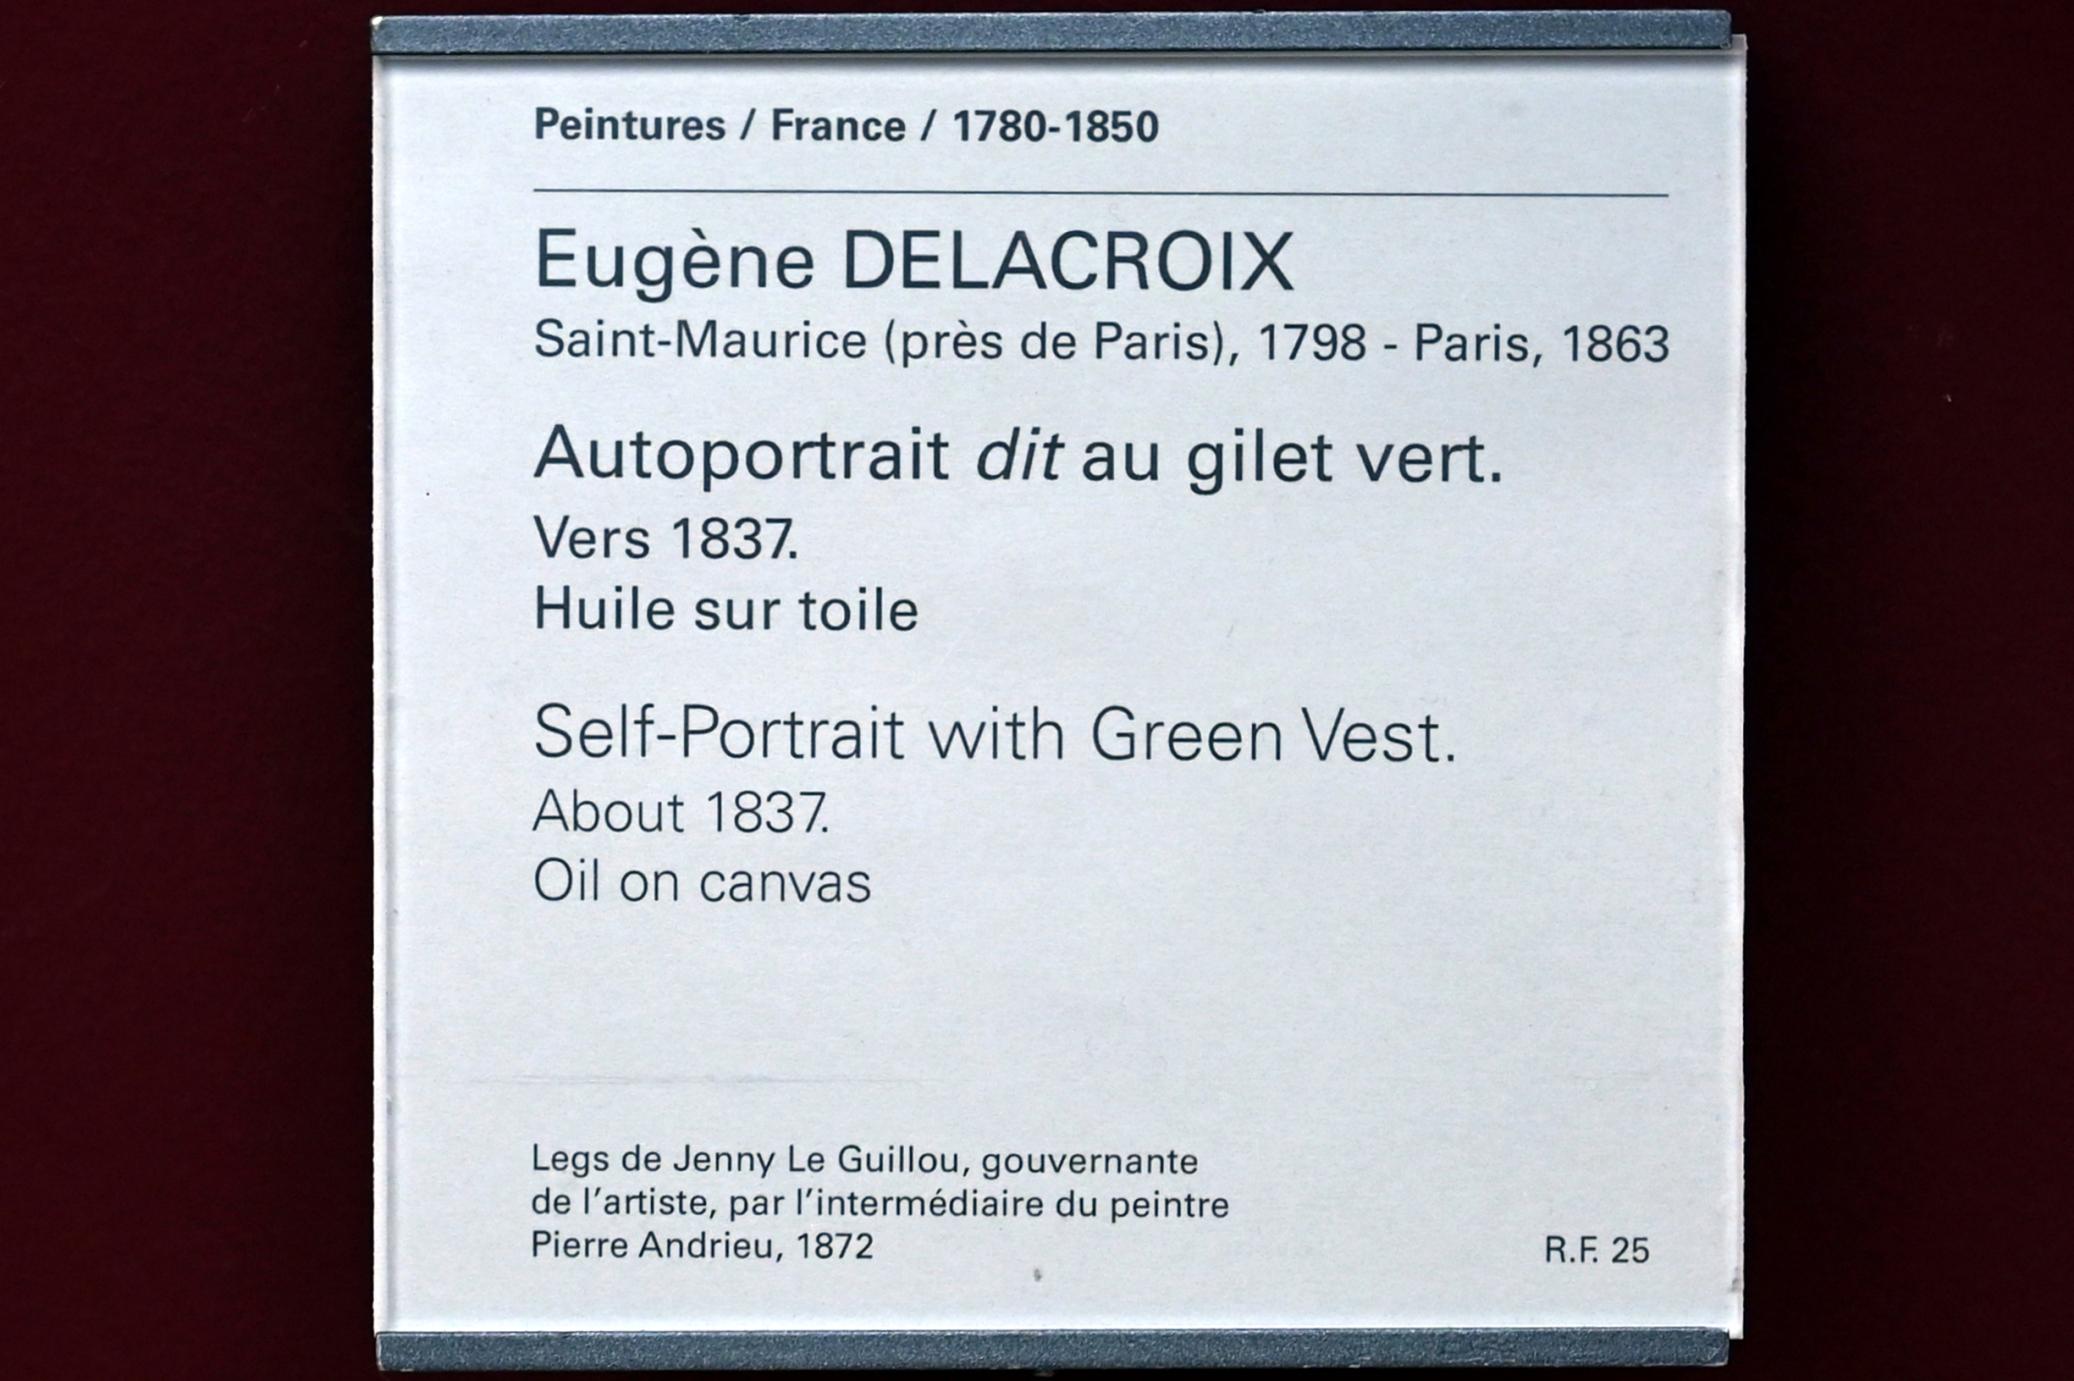 Peintures / France / 1780-1850
Eugène DELACROIX
Saint-Maurice (près de Paris), 1798 - Paris, 1863
Autoportrait dit au gilet vert.
Vers 1837.
Huile sur toile
Self-Portrait with Green Vest.
About 1837.
Oil on canvas
Legs de Jenny Le Guillou, gouvernante
de l'artiste, par l'intermédiaire du peintre
Pierre Andrieu, 1872
R.F. 25